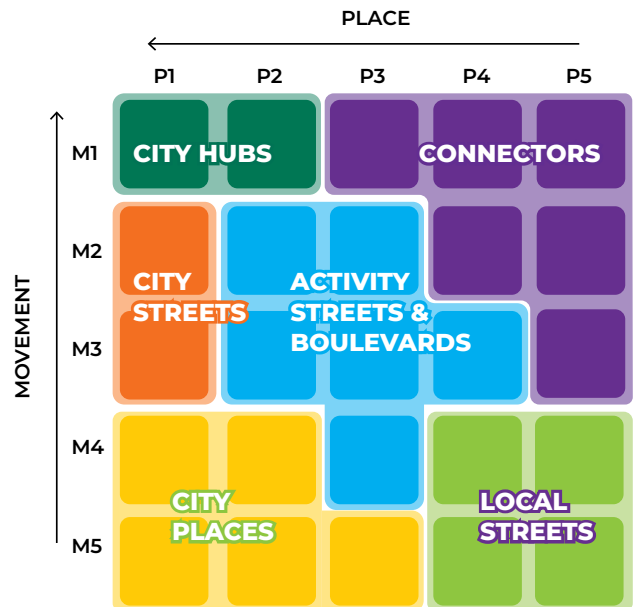 PLACE
P1 P2 P3 P4 P5
MOVEMENT
M1
CITY HUBS
CONNECTORS
M2
CITY
STREETS
ACTIVITY
STREETS &
BOULEVARDS
M3
M4
CITY
PLACES
LOCAL
STREETS
M5